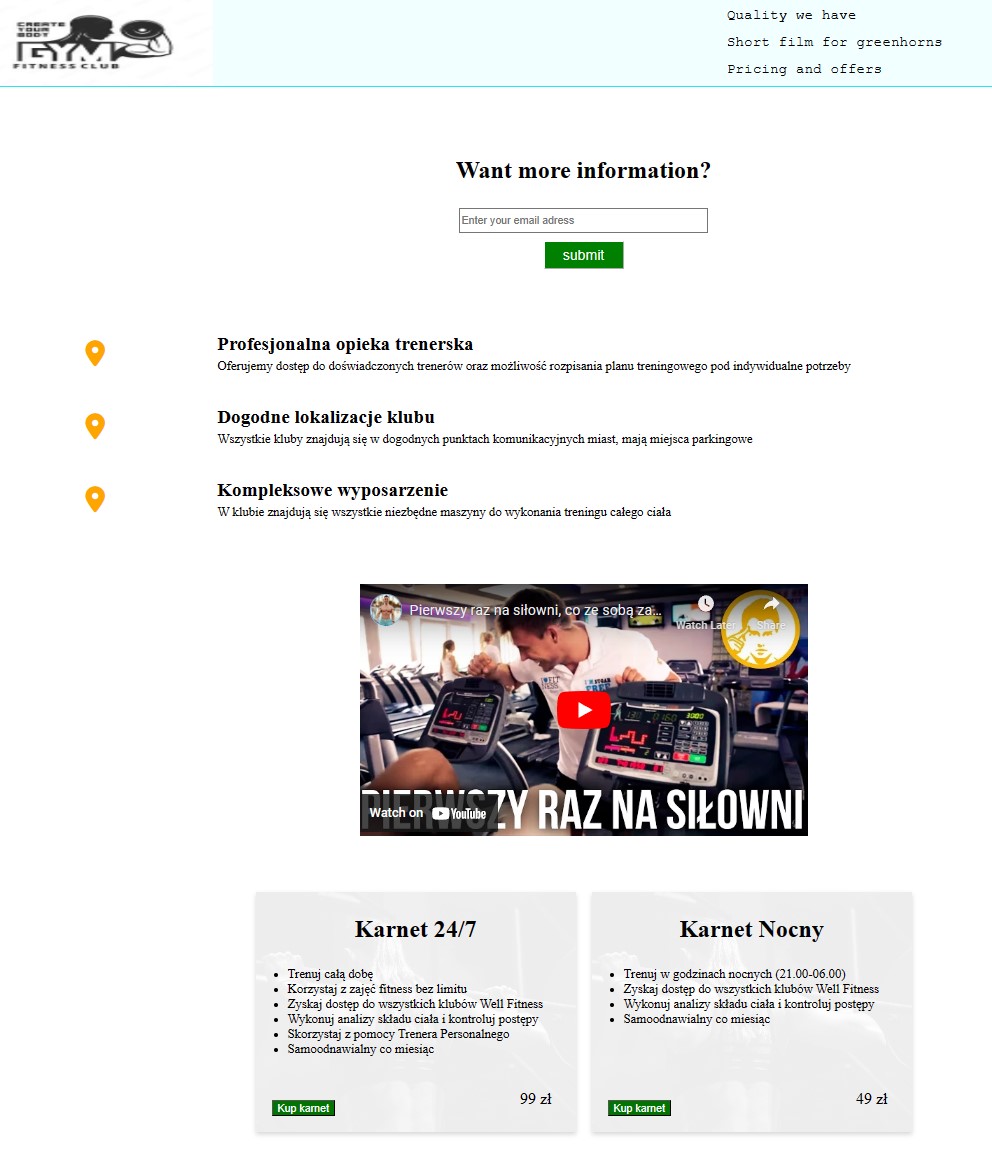 CREATE
YOUR
BODY
GYM
FITNESS CLUB
Quality we have
Short film for greenhorns
Pricing and offers
Want more information?
Enter your email adress
submit
Profesjonalna opieka trenerska
Oferujemy dostęp do doświadczonych trenerów oraz możliwość rozpisania planu treningowego pod indywidualne potrzeby
Dogodne lokalizacje klubu
Wszystkie kluby znajdują się w dogodnych punktach komunikacyjnych miast, mają miejsca parkingowe
Kompleksowe wyposarzenie
W klubie znajdują się wszystkie niezbędne maszyny do wykonania treningu całego ciała
Pierwszy raz na siłowni, co ze sobą za...
Watch Later
Share
I'M SUGAR
FREE
PIERWSZY RAZ NA SIŁOWNI
Watch on YouTube
Karnet 24/7
Trenuj całą dobę
Korzystaj z zajęć fitness bez limitu
Zyskaj dostęp do wszystkich klubów Well Fitness
Wykonuj analizy składu ciała i kontroluj postępy
Skorzystaj z pomocy Trenera Personalnego
Samoodnawialny co miesiąc
Kup karnet
99 zł
Karnet Nocny
Trenuj w godzinach nocnych (21.00-06.00)
Zyskaj dostęp do wszystkich klubów Well Fitness
Wykonuj analizy składu ciała i kontroluj postępy
Samoodnawialny co miesiąc
Kup karnet
49 zł